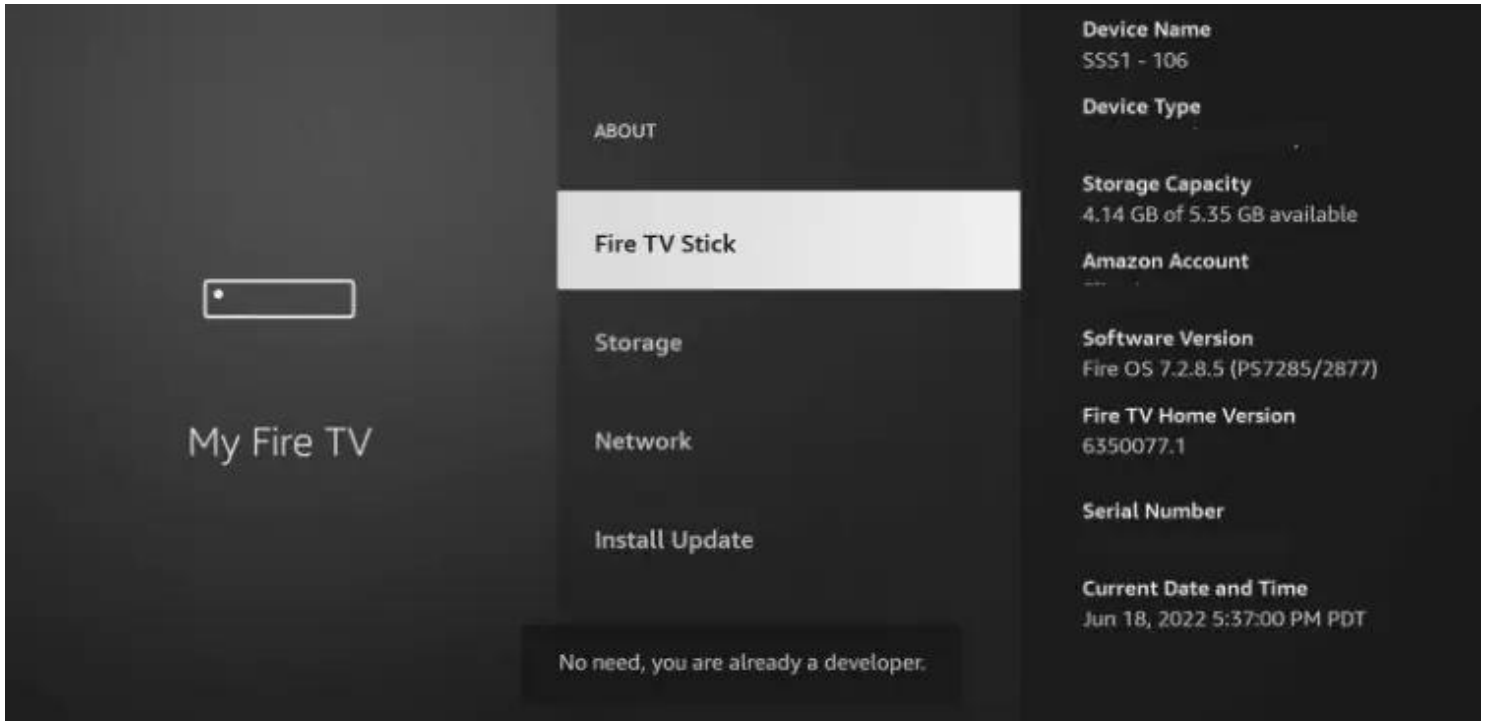 My Fire TV
ABOUT
Fire TV Stick
Storage
Network
Install Update
No need, you are already a developer.
Device Name
SSS1 - 106
Device Type
Storage Capacity
4.14 GB of 5.35 GB available
Amazon Account
Software Version
Fire OS 7.2.8.5 (PS7285/2877)
Fire TV Home Version
6350077.1
Serial Number
Current Date and Time
Jun 18, 2022 5:37:00 PM PDT